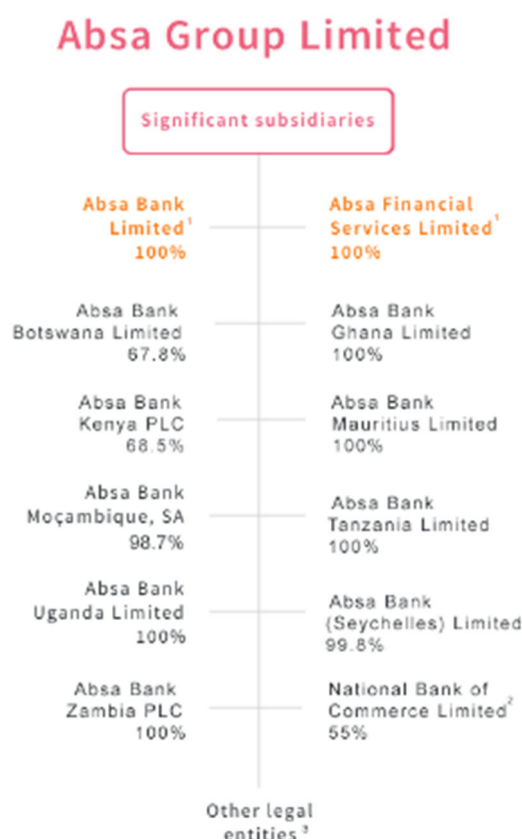 Absa Group Limited
Significant subsidiaries
Absa Bank
Limited¹
100%
Absa Financial
Services Limited¹
100%
Absa Bank
Botswana Limited
67.8%
Absa Bank
Ghana Limited
100%
Absa Bank
Kenya PLC
68.5%
Absa Bank
Mauritius Limited
100%
Absa Bank
Moçambique, SA
98.7%
Absa Bank
Tanzania Limited
100%
Absa Bank
Uganda Limited
100%
Absa Bank
(Seychelles) Limited
99.8%
Absa Bank
Zambia PLC
100%
National Bank of
Commerce Limited²
55%
Other legal
entities ³